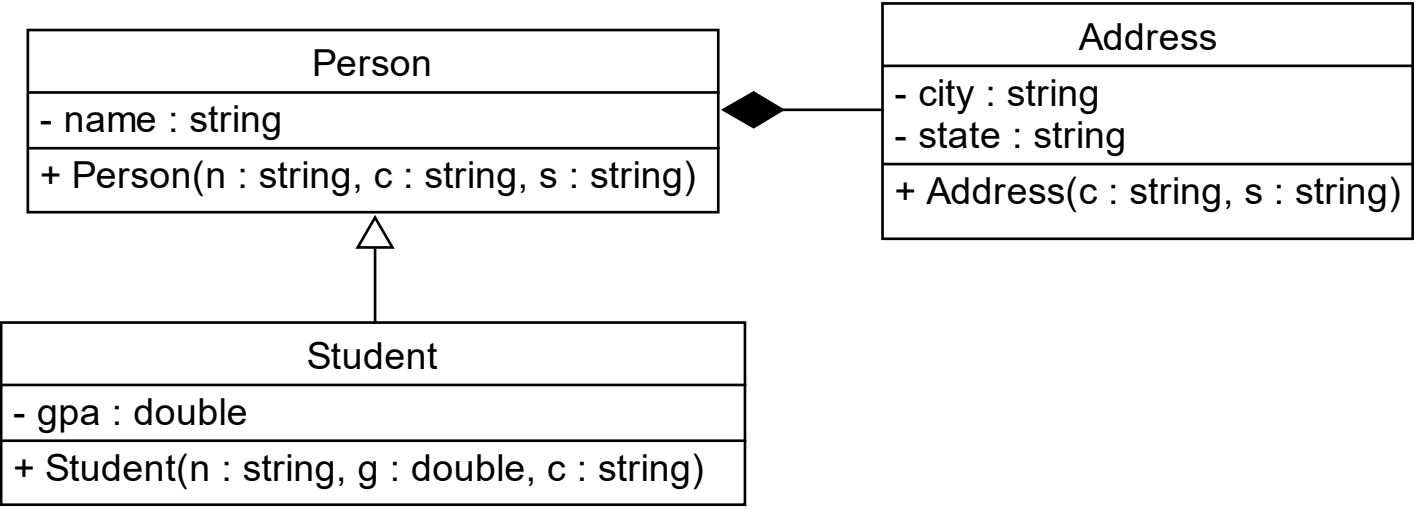 Person
- name : string
+ Person(n : string, c : string, s : string)
Address
- city : string
- state : string
+ Address(c : string, s : string)
Student
- gpa : double
+ Student(n : string, g : double, c : string)